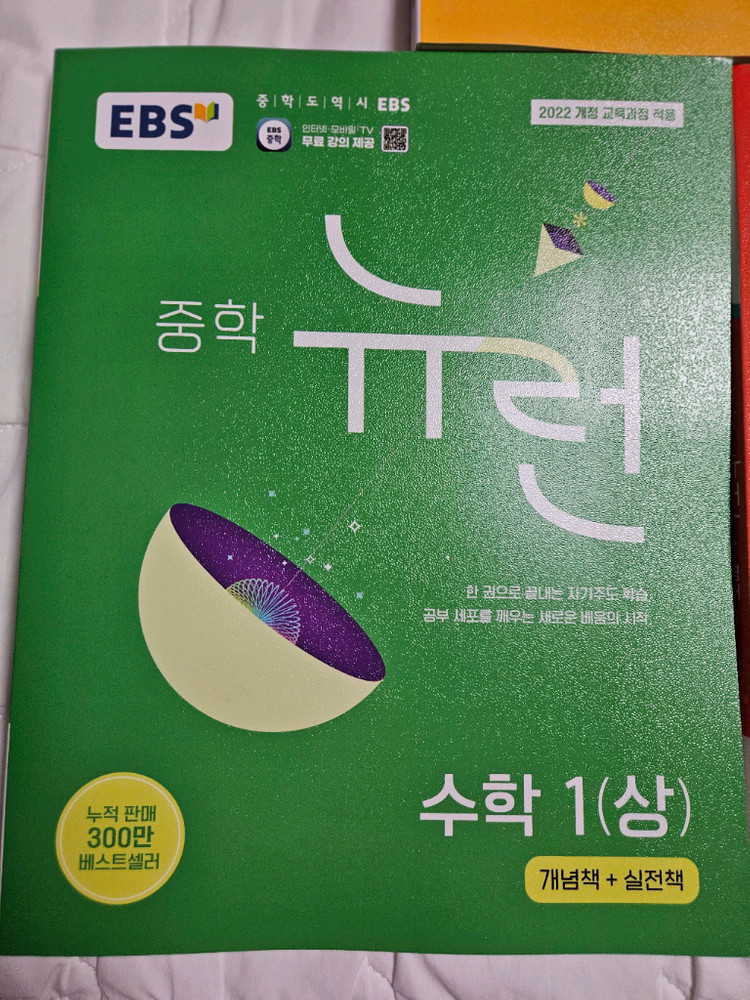 EBS
중|학|도|역|시 EBS
EBS
중학
인터넷·모바일·TV
무료 강의 제공
2022 개정 교육과정 적용
중학
뉴런
한 권으로 끝내는 자기주도 학습
공부 세포를 깨우는 새로운 배움의 시작
누적 판매
300만
베스트셀러
수학 1(상)
개념책 + 실전책